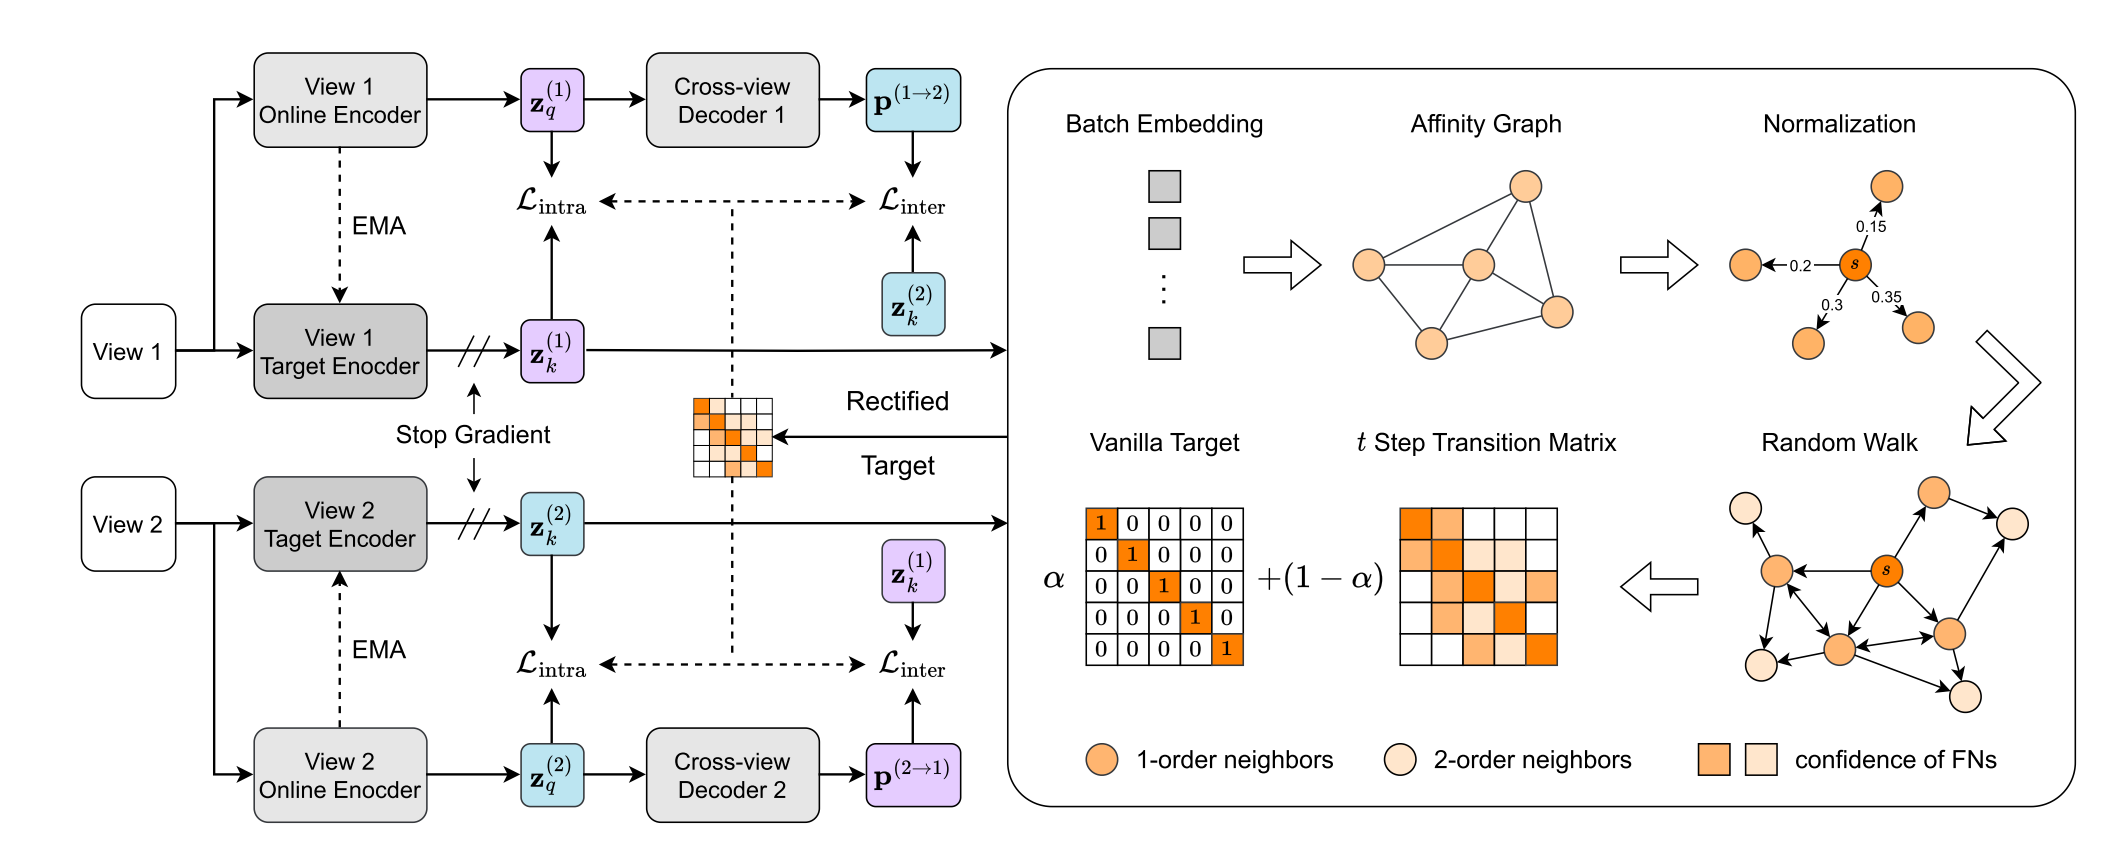 View 1
Online Encoder
z_q^(1)
Cross-view
Decoder 1
p^(1→2)
L_intra
L_inter
EMA
z_k^(2)
View 1
View 1
Target Enocder
z_k^(1)
Stop Gradient
Rectified
Target
View 2
View 2
Taget Encoder
z_k^(2)
z_k^(1)
EMA
L_intra
L_inter
View 2
Online Enocder
z_q^(2)
Cross-view
Decoder 2
p^(2→1)
Batch Embedding
Affinity Graph
Normalization
0.15
0.2
s
0.3
0.35
Vanilla Target
t Step Transition Matrix
Random Walk
α
1 0 0 0 0
0 1 0 0 0
0 0 1 0 0
0 0 0 1 0
0 0 0 0 1
+(1 − α)
s
1-order neighbors
2-order neighbors
confidence of FNs